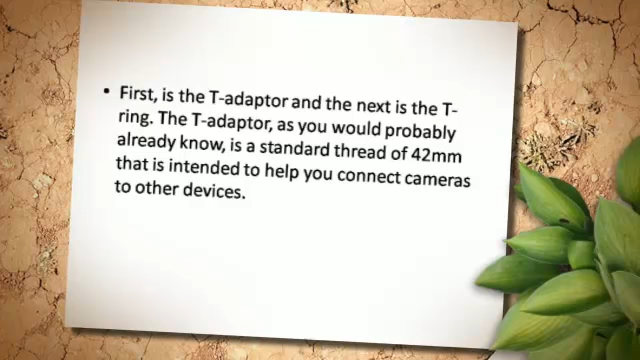 • First, is the T-adaptor and the next is the T-
ring. The T-adaptor, as you would probably
already know, is a standard thread of 42mm
that is intended to help you connect cameras
to other devices.